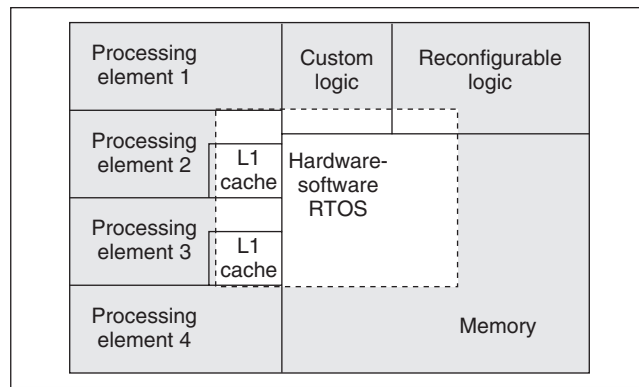 Processing
element 1
Custom
logic
Reconfigurable
logic
Processing
element 2
L1
cache
Hardware-
software
RTOS
Processing
element 3
L1
cache
Processing
element 4
Memory